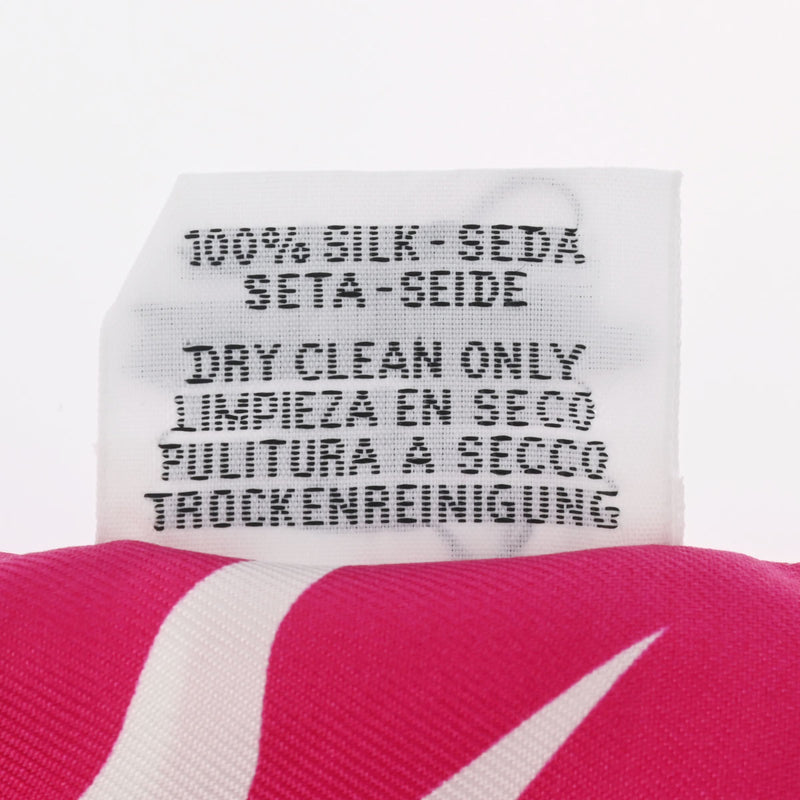 100% SILK - SEDA
SETA - SEIDE
DRY CLEAN ONLY
LIMPIEZA EN SECO
PULITURA A SECCO
TROCKENREINIGUNG